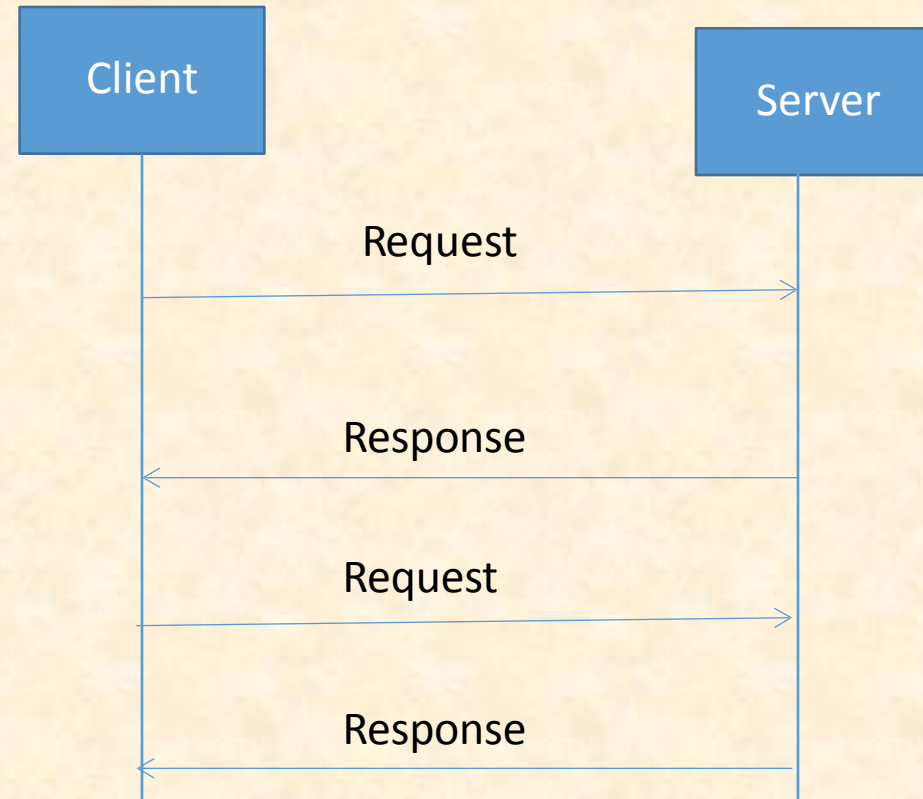 Client
Server
Request
Response
Request
Response